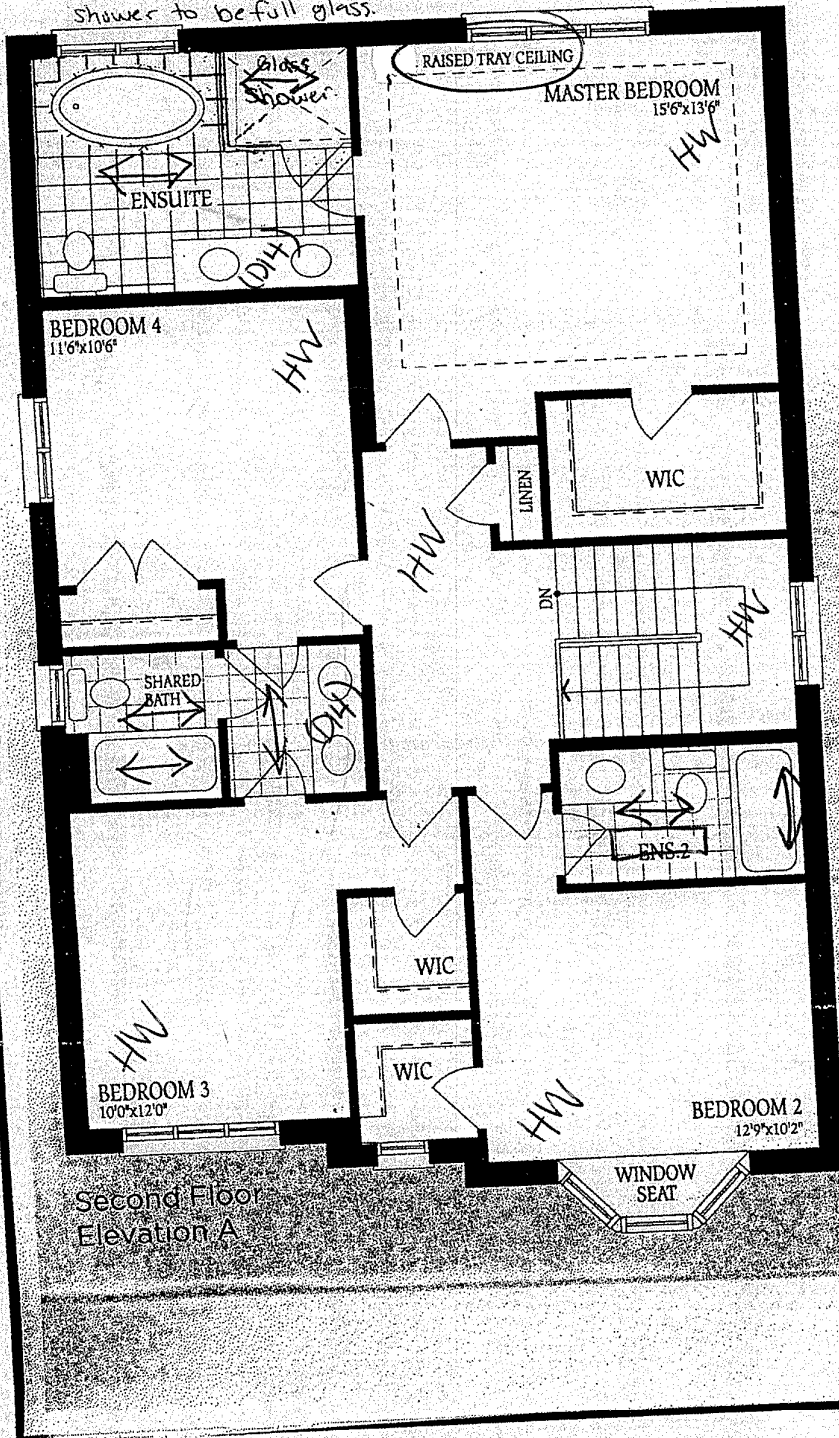 shower to be full glass.
Glass
Shower
RAISED TRAY CEILING
MASTER BEDROOM
15'6"x13'6"
HW
ENSUITE
(D14)
BEDROOM 4
11'6"x10'6"
HW
WIC
LINEN
HW
DN
HW
SHARED
BATH
(D14)
ENS.2
WIC
WIC
HW
BEDROOM 3
10'0"x12'0"
HW
BEDROOM 2
12'9"x10'2"
WINDOW
SEAT
Second Floor
Elevation A